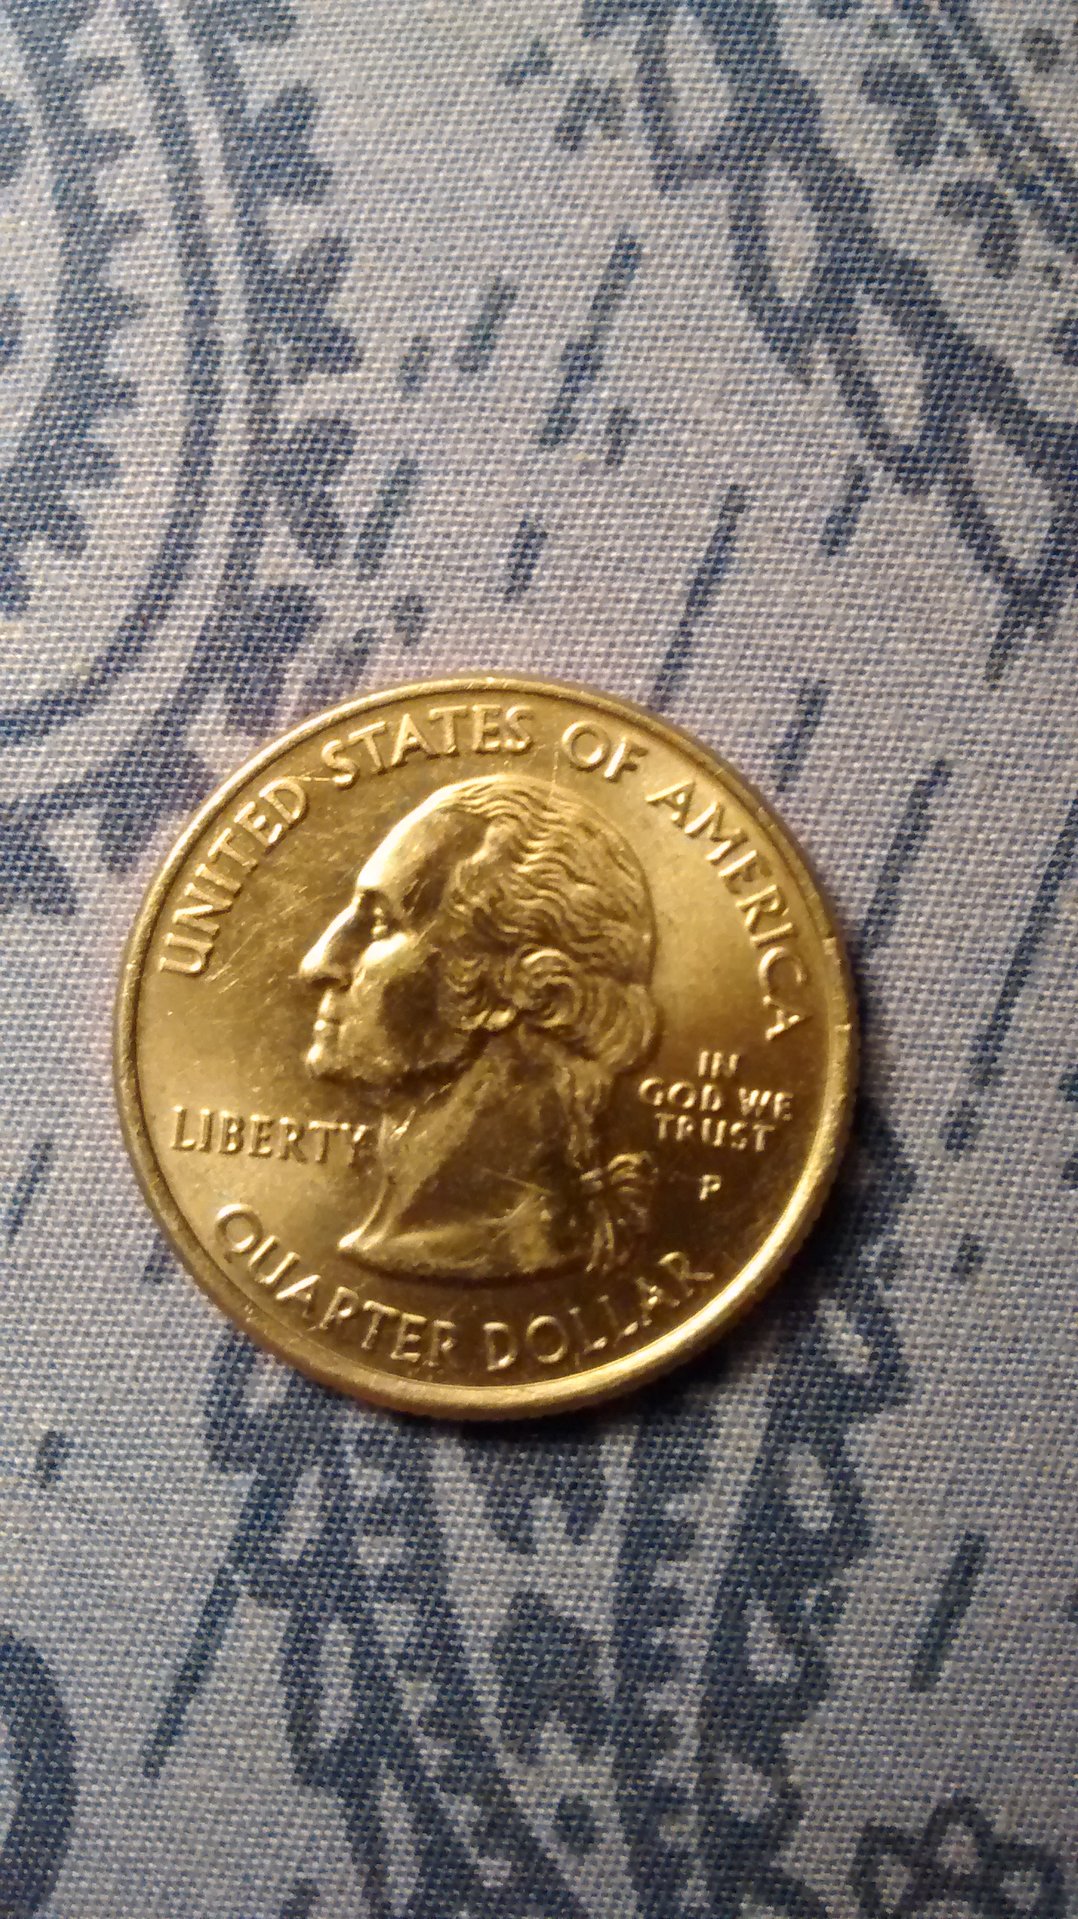 UNITED STATES OF AMERICA
LIBERTY
IN
GOD WE
TRUST
P
QUARTER DOLLAR